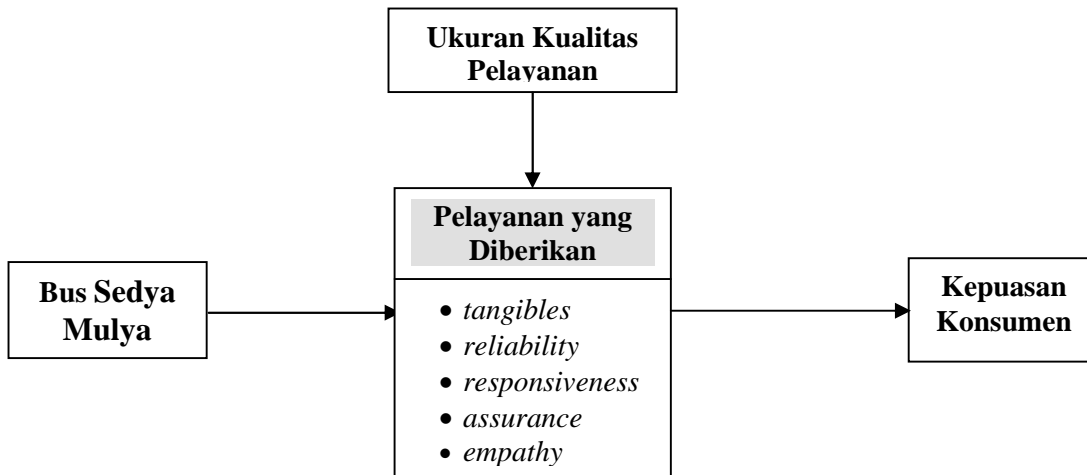 Ukuran Kualitas
Pelayanan
Pelayanan yang
Diberikan
Bus Sedya
Mulya
• tangibles
• reliability
• responsiveness
• assurance
• empathy
Kepuasan
Konsumen